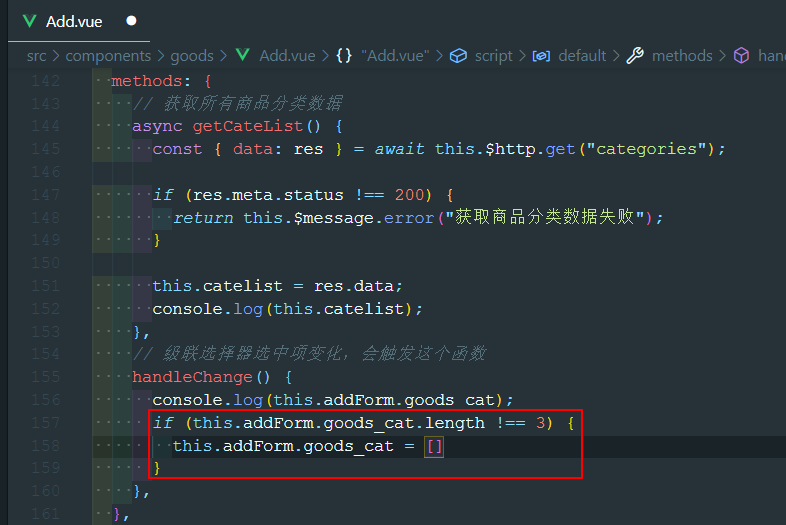 Add.vue
src > components > goods > Add.vue > {} "Add.vue" > script > default > methods > han
142 methods: {
143 // 获取所有商品分类数据
144 async getCateList() {
145 const { data: res } = await this.$http.get("categories");
146
147 if (res.meta.status !== 200) {
148 return this.$message.error("获取商品分类数据失败");
149 }
150
151 this.catelist = res.data;
152 console.log(this.catelist);
153 },
154 // 级联选择器选中项变化，会触发这个函数
155 handleChange() {
156 console.log(this.addForm.goods_cat);
157 if (this.addForm.goods_cat.length !== 3) {
158 this.addForm.goods_cat = []
159 }
160 },
161 },